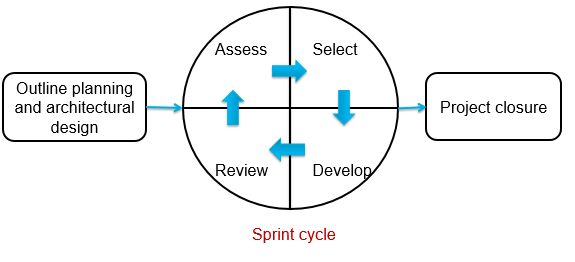 Assess
Select
Outline planning
and architectural
design
Project closure
Review
Develop
Sprint cycle